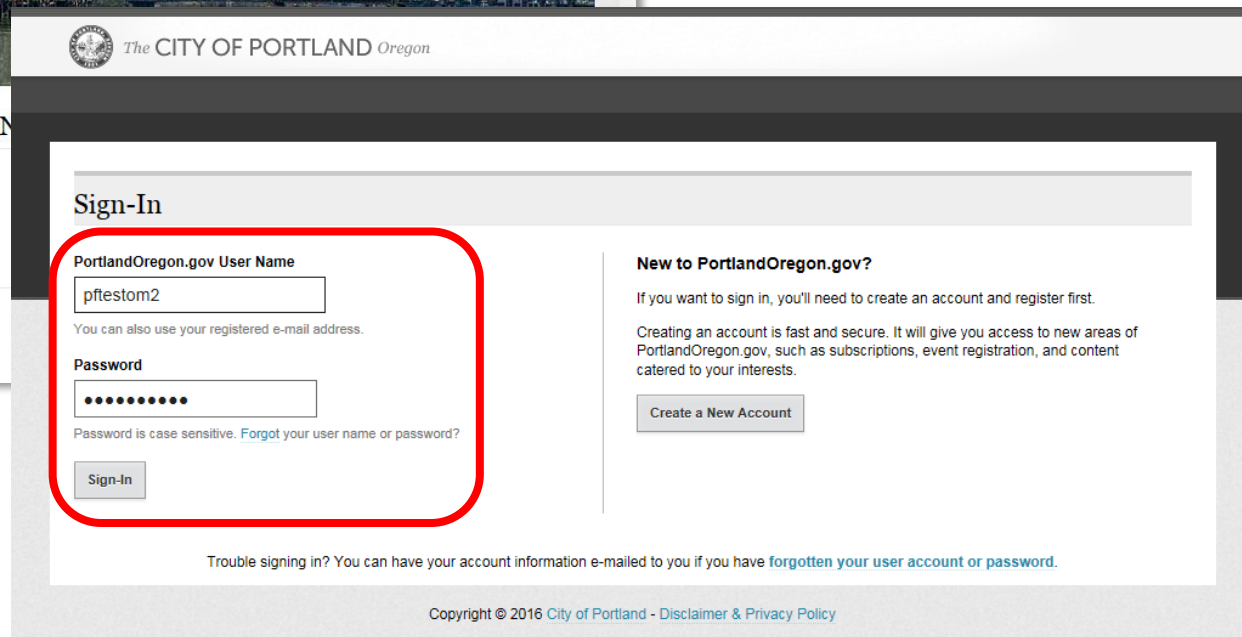 The CITY OF PORTLAND Oregon
N
Sign-In
PortlandOregon.gov User Name
pftestom2
You can also use your registered e-mail address.
Password
●●●●●●●●●●
Password is case sensitive. Forgot your user name or password?
Sign-In
New to PortlandOregon.gov?
If you want to sign in, you'll need to create an account and register first.
Creating an account is fast and secure. It will give you access to new areas of
PortlandOregon.gov, such as subscriptions, event registration, and content
catered to your interests.
Create a New Account
Trouble signing in? You can have your account information e-mailed to you if you have forgotten your user account or password.
Copyright © 2016 City of Portland - Disclaimer & Privacy Policy